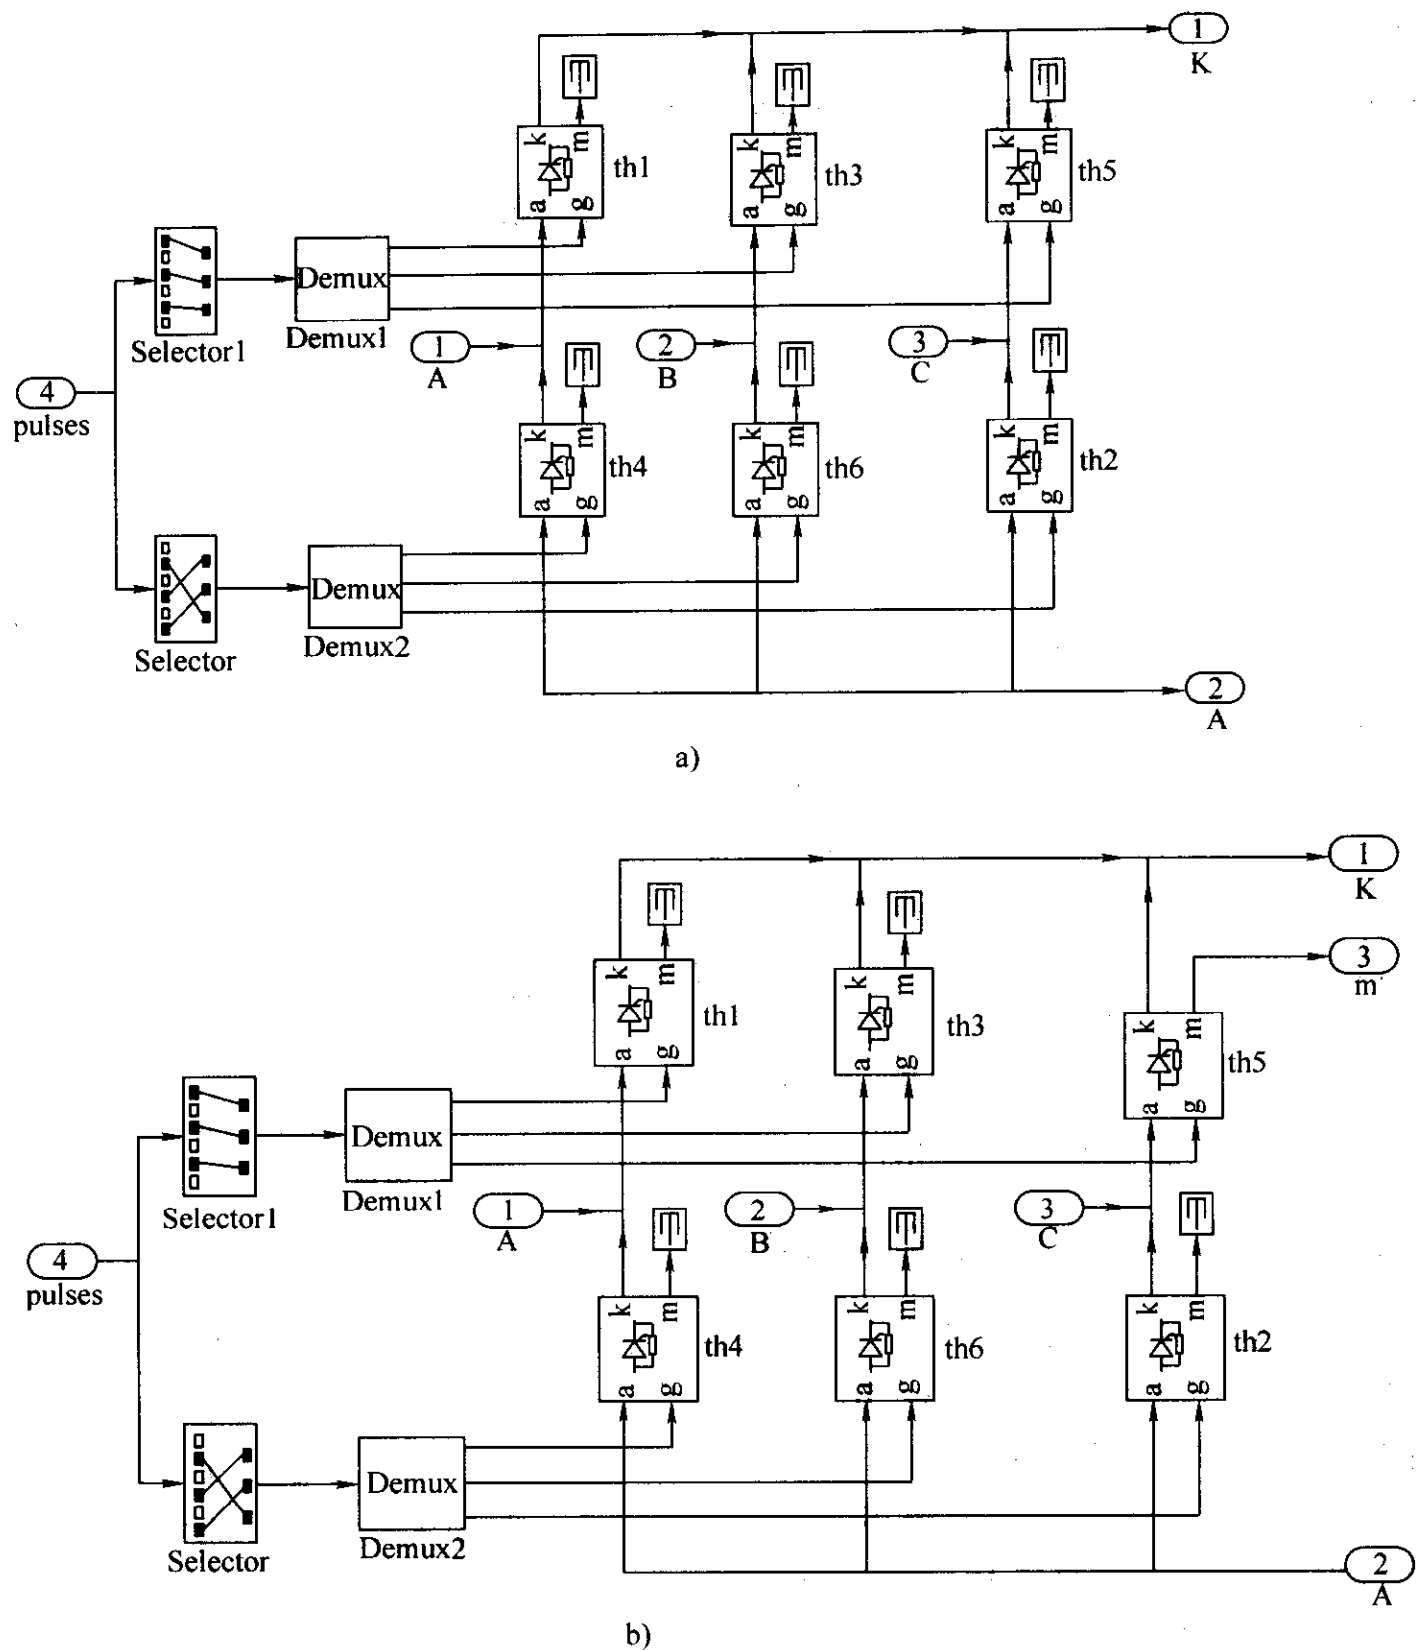 1
K
k m
th1
a g
k m
th3
a g
k m
th5
a g
Demux
Selector1
Demux1
1
A
2
B
3
C
4
pulses
k m
th4
a g
k m
th6
a g
k m
th2
a g
Demux
Selector
Demux2
2
A
a)
1
K
3
m
k m
th1
a g
k m
th3
a g
k m
th5
a g
Demux
Selector1
Demux1
1
A
2
B
3
C
4
pulses
k m
th4
a g
k m
th6
a g
k m
th2
a g
Demux
Selector
Demux2
2
A
b)